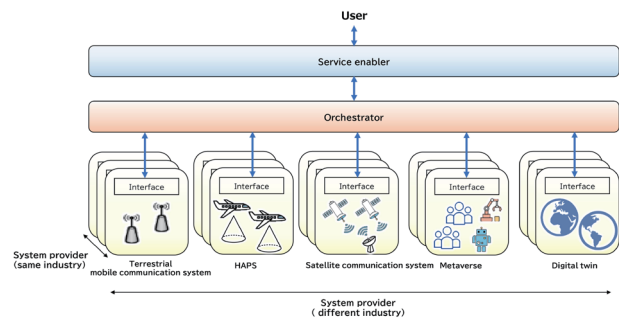 User
Service enabler
Orchestrator
Interface
Interface
Interface
Interface
Interface
System provider
(same industry)
Terrestrial
mobile communication system
HAPS
Satellite communication system
Metaverse
Digital twin
System provider
( different industry)